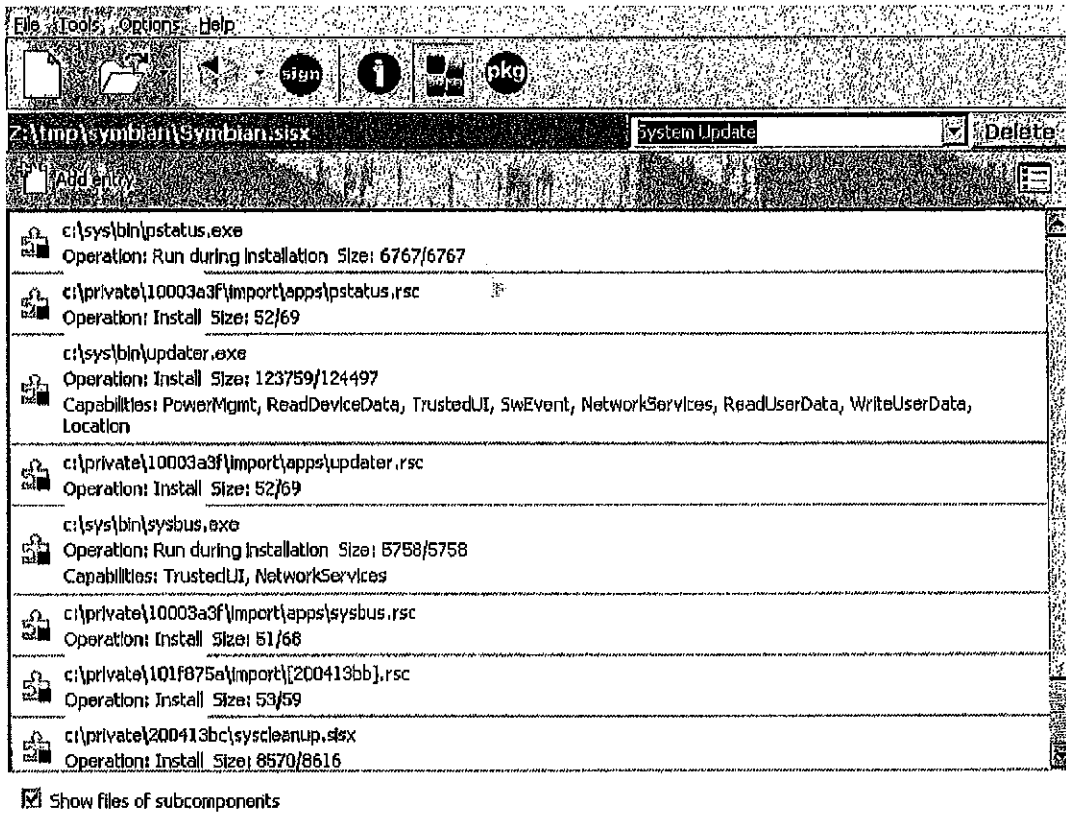 File Tools Options Help
sign i pkg
Z:\tmp\symbian\Symbian.sisx System Update Delete
Add entry
c:\sys\bin\pstatus.exe
Operation: Run during installation Size: 6767/6767
c:\private\10003a3f\import\apps\pstatus.rsc
Operation: Install Size: 52/69
c:\sys\bin\updater.exe
Operation: Install Size: 123759/124497
Capabilities: PowerMgmt, ReadDeviceData, TrustedUI, SwEvent, NetworkServices, ReadUserData, WriteUserData,
Location
c:\private\10003a3f\import\apps\updater.rsc
Operation: Install Size: 52/69
c:\sys\bin\sysbus.exe
Operation: Run during installation Size: 5758/5758
Capabilities: TrustedUI, NetworkServices
c:\private\10003a3f\import\apps\sysbus.rsc
Operation: Install Size: 51/68
c:\private\101f875a\import\[200413bb].rsc
Operation: Install Size: 53/59
c:\private\200413bc\syscleanup.sisx
Operation: Install Size: 8570/8616
Show files of subcomponents